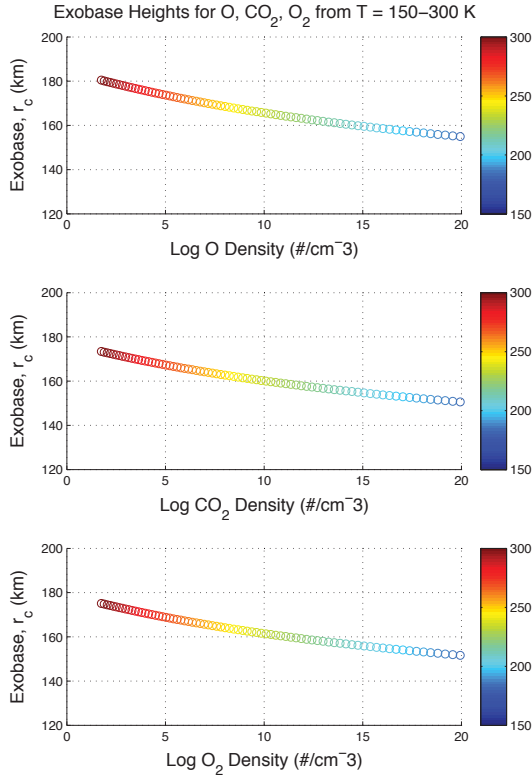 Exobase Heights for O, CO2, O2 from T = 150–300 K
200
180
160
140
120
Exobase, r_c (km)
0 5 10 15 20
Log O Density (#/cm⁻3)
300
250
200
150
200
180
160
140
120
Exobase, r_c (km)
0 5 10 15 20
Log CO2 Density (#/cm⁻3)
300
250
200
150
200
180
160
140
120
Exobase, r_c (km)
0 5 10 15 20
Log O2 Density (#/cm⁻3)
300
250
200
150